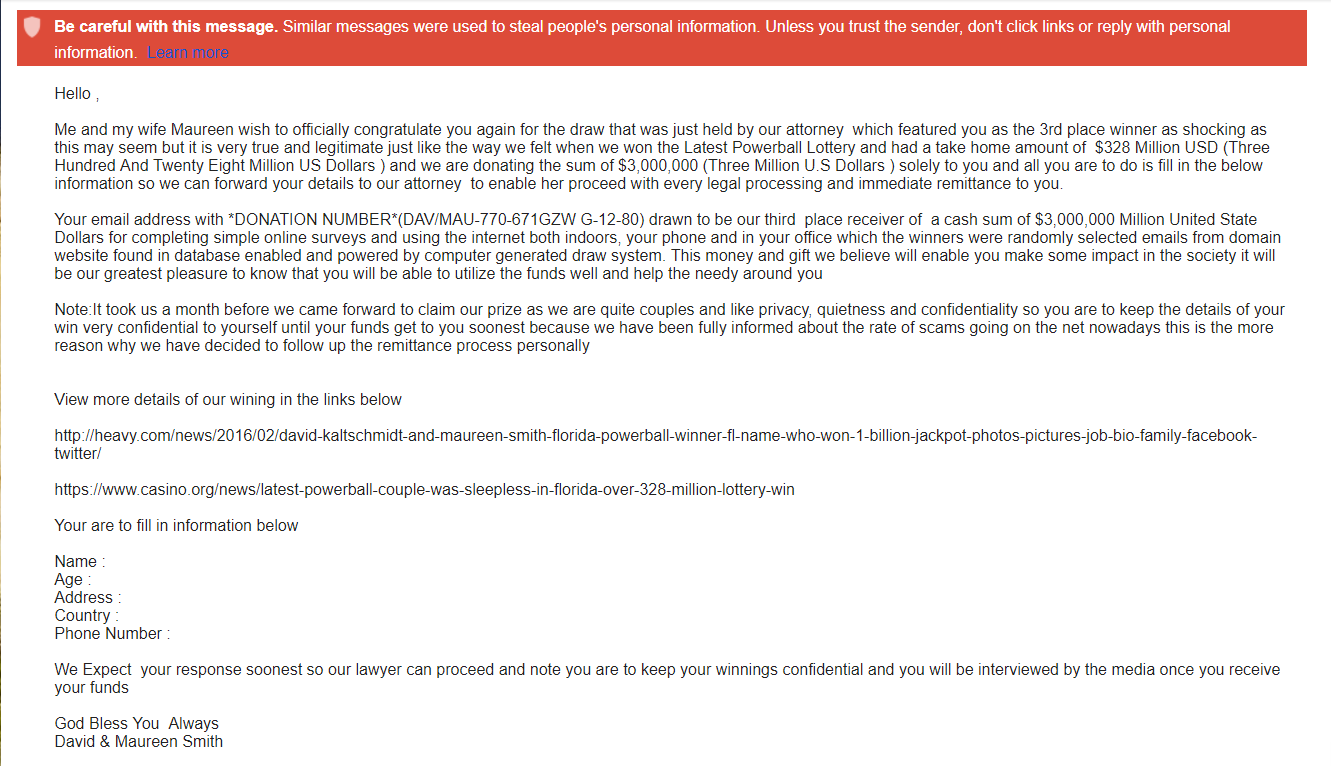 Be careful with this message. Similar messages were used to steal people's personal information. Unless you trust the sender, don't click links or reply with personal
information. Learn more
Hello ,
Me and my wife Maureen wish to officially congratulate you again for the draw that was just held by our attorney  which featured you as the 3rd place winner as shocking as
this may seem but it is very true and legitimate just like the way we felt when we won the Latest Powerball Lottery and had a take home amount of  $328 Million USD (Three
Hundred And Twenty Eight Million US Dollars ) and we are donating the sum of $3,000,000 (Three Million U.S Dollars ) solely to you and all you are to do is fill in the below
information so we can forward your details to our attorney  to enable her proceed with every legal processing and immediate remittance to you.
Your email address with *DONATION NUMBER*(DAV/MAU-770-671GZW G-12-80) drawn to be our third  place receiver of  a cash sum of $3,000,000 Million United State
Dollars for completing simple online surveys and using the internet both indoors, your phone and in your office which the winners were randomly selected emails from domain
website found in database enabled and powered by computer generated draw system. This money and gift we believe will enable you make some impact in the society it will
be our greatest pleasure to know that you will be able to utilize the funds well and help the needy around you
Note:It took us a month before we came forward to claim our prize as we are quite couples and like privacy, quietness and confidentiality so you are to keep the details of your
win very confidential to yourself until your funds get to you soonest because we have been fully informed about the rate of scams going on the net nowadays this is the more
reason why we have decided to follow up the remittance process personally
View more details of our wining in the links below
http://heavy.com/news/2016/02/david-kaltschmidt-and-maureen-smith-florida-powerball-winner-fl-name-who-won-1-billion-jackpot-photos-pictures-job-bio-family-facebook-
twitter/
https://www.casino.org/news/latest-powerball-couple-was-sleepless-in-florida-over-328-million-lottery-win
Your are to fill in information below
Name :
Age :
Address :
Country :
Phone Number :
We Expect  your response soonest so our lawyer can proceed and note you are to keep your winnings confidential and you will be interviewed by the media once you receive
your funds
God Bless You  Always
David & Maureen Smith